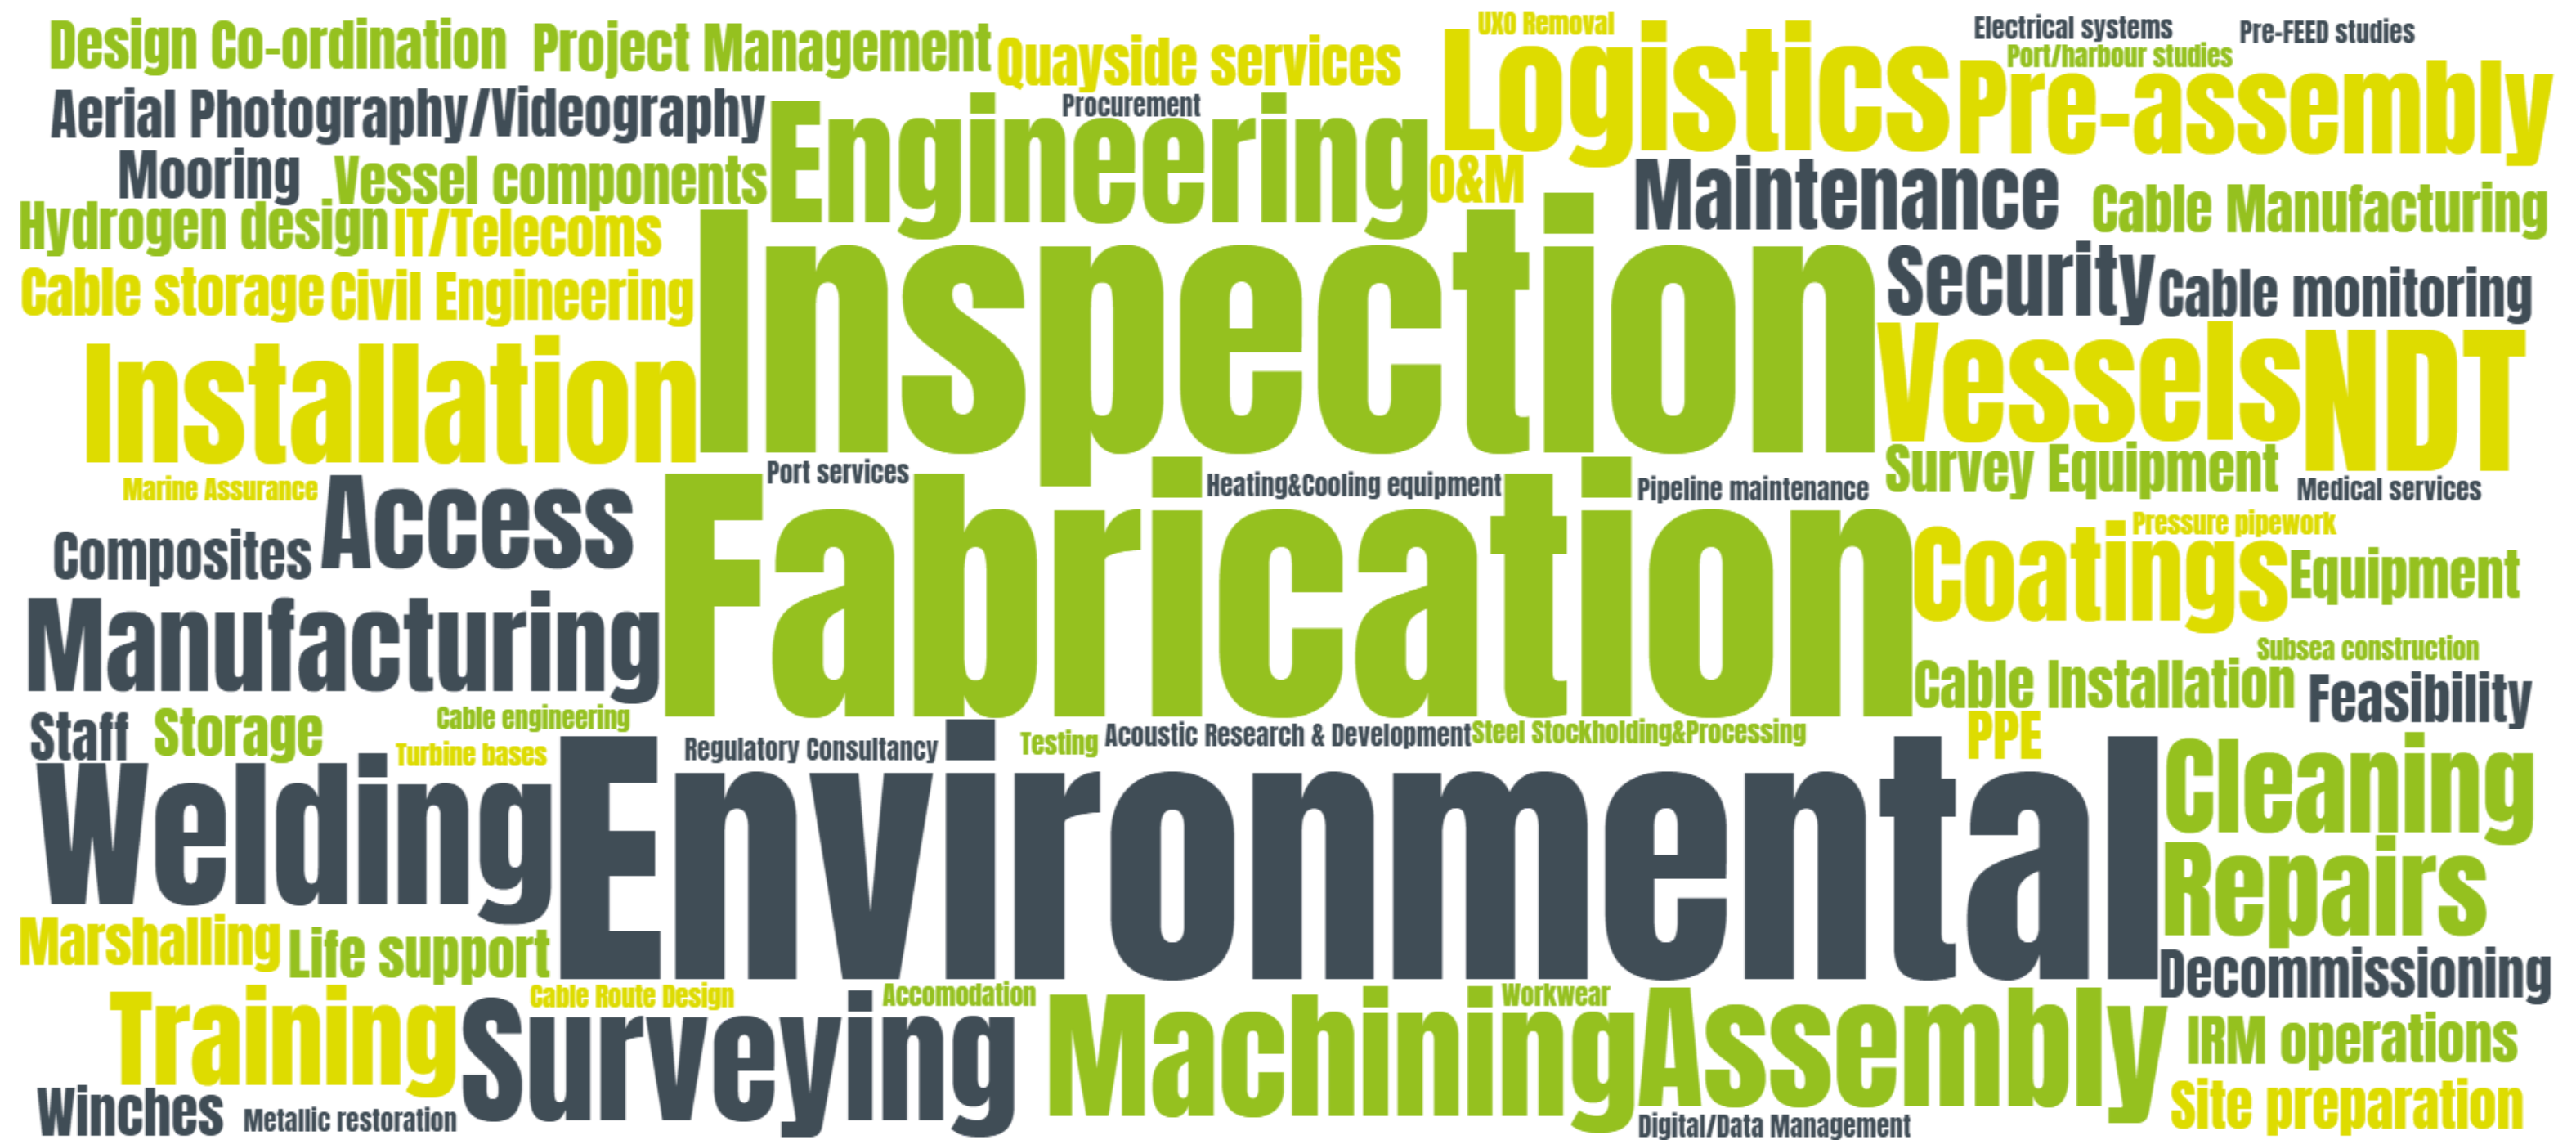 Design Co-ordination
Project Management
Quayside services
UXO Removal
Logistics
Electrical systems
Pre-FEED studies
Port/harbour studies
Pre-assembly
Aerial Photography/Videography
Procurement
Engineering
Mooring
Vessel components
O&M
Maintenance
Cable Manufacturing
Hydrogen design
IT/Telecoms
Inspection
Security
Cable monitoring
Cable storage
Civil Engineering
Installation
Vessels
NDT
Port services
Heating&Cooling equipment
Pipeline maintenance
Survey Equipment
Medical services
Marine Assurance
Access
Fabrication
Pressure pipework
Composites
Coatings
Equipment
Manufacturing
Subsea construction
Cable Installation
Feasibility
Staff
Storage
Cable engineering
Turbine bases
Regulatory Consultancy
Testing
Acoustic Research & Development
Steel Stockholding&Processing
PPE
Welding
Environmental
Cleaning
Repairs
Marshalling
Life support
Decommissioning
Training
Cable Route Design
Surveying
Accomodation
Machining
Workwear
Assembly
IRM operations
Winches
Metallic restoration
Digital/Data Management
Site preparation